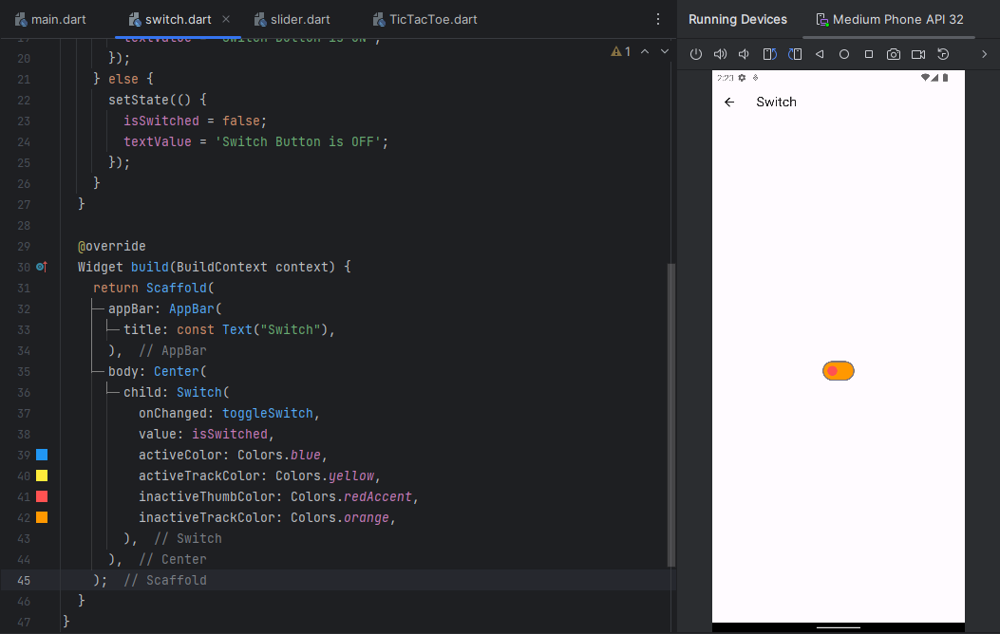 main.dart switch.dart slider.dart TicTacToe.dart Running Devices Medium Phone API 32
textValue = 'Switch Button is ON';
1
20 });
21 } else {
22 setState(() {
23 isSwitched = false;
24 textValue = 'Switch Button is OFF';
25 });
26 }
27 }
28
29 @override
30 Widget build(BuildContext context) {
31 return Scaffold(
32 appBar: AppBar(
33 title: const Text("Switch"),
34 ), // AppBar
35 body: Center(
36 child: Switch(
37 onChanged: toggleSwitch,
38 value: isSwitched,
39 activeColor: Colors.blue,
40 activeTrackColor: Colors.yellow,
41 inactiveThumbColor: Colors.redAccent,
42 inactiveTrackColor: Colors.orange,
43 ), // Switch
44 ), // Center
45 ); // Scaffold
46 }
47 }
2:23
Switch